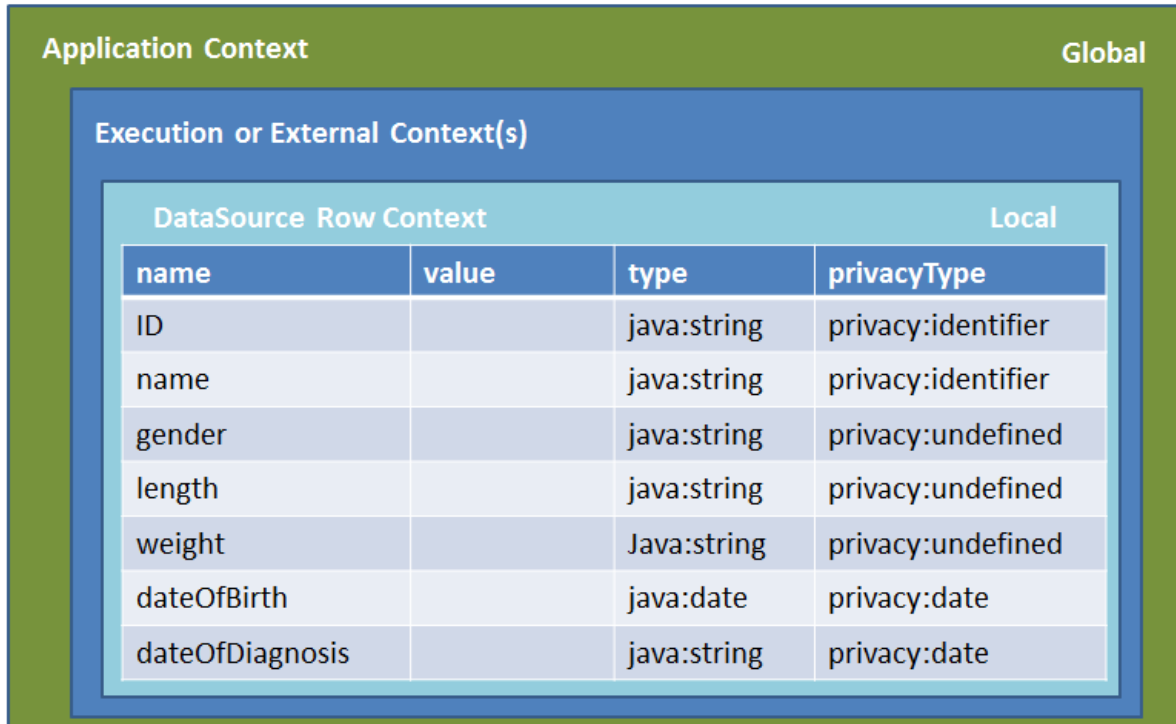 Application Context Global
Execution or External Context(s)
DataSource Row Context Local
name value type privacyType
ID java:string privacy:identifier
name java:string privacy:identifier
gender java:string privacy:undefined
length java:string privacy:undefined
weight Java:string privacy:undefined
dateOfBirth java:date privacy:date
dateOfDiagnosis java:string privacy:date